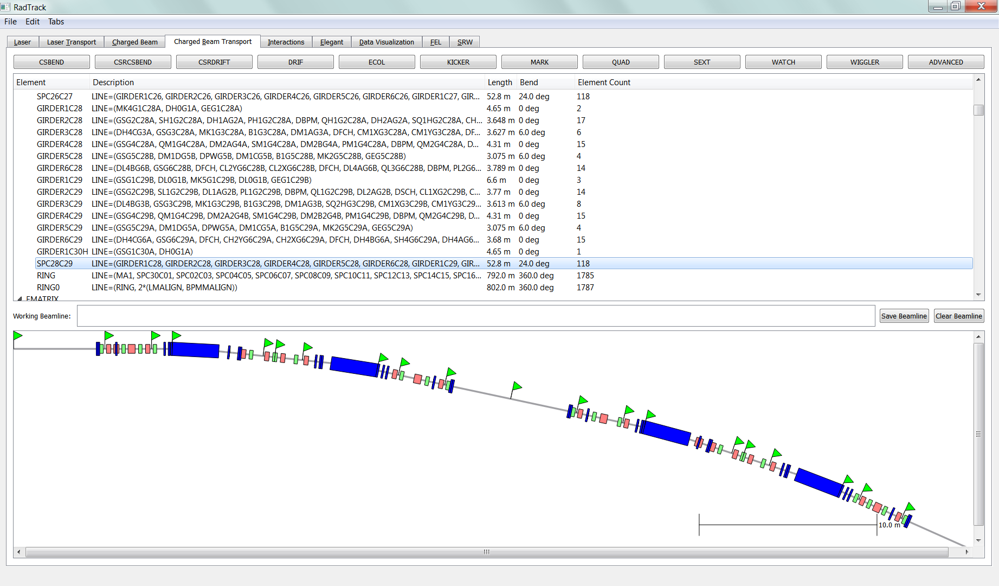 RadTrack
File Edit Tabs
Laser Laser Transport Charged Beam Charged Beam Transport Interactions Elegant Data Visualization FEL SRW
CSBEND CSRCSBEND CSRDRIFT DRIF ECOL KICKER MARK QUAD SEXT WATCH WIGGLER ADVANCED
Element Description Length Bend Element Count
SPC26C27 LINE=(GIRDER1C26, GIRDER2C26, GIRDER3C26, GIRDER4C26, GIRDER5C26, GIRDER6C26, GIRDER1C27, GIR... 52.8 m 24.0 deg 118
GIRDER1C28 LINE=(MK4G1C28A, DH0G1A, GEG1C28A) 4.65 m 0 deg 2
GIRDER2C28 LINE=(GSG2C28A, SH1G2C28A, DH1AG2A, PH1G2C28A, DBPM, QH1G2C28A, DH2AG2A, SQ1HG2C28A, CH... 3.648 m 0 deg 17
GIRDER3C28 LINE=(DH4CG3A, GSG3C28A, MK1G3C28A, B1G3C28A, DM1AG3A, DFCH, CM1XG3C28A, CM1YG3C28A, DF... 3.627 m 6.0 deg 6
GIRDER4C28 LINE=(GSG4C28A, QM1G4C28A, DM2AG4A, SM1G4C28A, DM2BG4A, PM1G4C28A, DBPM, QM2G4C28A, D... 4.31 m 0 deg 15
GIRDER5C28 LINE=(GSG5C28B, DM1DG5B, DPWG5B, DM1CG5B, B1G5C28B, MK2G5C28B, GEG5C28B) 3.075 m 6.0 deg 4
GIRDER6C28 LINE=(DL4BG6B, GSG6C28B, DFCH, CL2YG6C28B, CL2XG6C28B, DFCH, DL4AG6B, QL3G6C28B, DBPM, PL2G6... 3.789 m 0 deg 14
GIRDER1C29 LINE=(GSG1C29B, DL0G1B, MK5G1C29B, DL0G1B, GEG1C29B) 6.6 m 0 deg 3
GIRDER2C29 LINE=(GSG2C29B, SL1G2C29B, DL1AG2B, PL1G2C29B, DBPM, QL1G2C29B, DL2AG2B, DSCH, CL1XG2C29B, C... 3.77 m 0 deg 14
GIRDER3C29 LINE=(DL4BG3B, GSG3C29B, MK1G3C29B, B1G3C29B, DM1AG3B, SQ2HG3C29B, CM1XG3C29B, CM1YG3C29... 3.613 m 6.0 deg 8
GIRDER4C29 LINE=(GSG4C29B, QM1G4C29B, DM2A2G4B, SM1G4C29B, DM2B2G4B, PM1G4C29B, DBPM, QM2G4C29B, D... 4.31 m 0 deg 15
GIRDER5C29 LINE=(GSG5C29A, DM1DG5A, DPWG5A, DM1CG5A, B1G5C29A, MK2G5C29A, GEG5C29A) 3.075 m 6.0 deg 4
GIRDER6C29 LINE=(DH4CG6A, GSG6C29A, DFCH, CH2YG6C29A, CH2XG6C29A, DFCH, DH4BG6A, SH4G6C29A, DH4AG6... 3.68 m 0 deg 15
GIRDER1C30H LINE=(GSG1C30A, DH0G1A) 4.65 m 0 deg 1
SPC28C29 LINE=(GIRDER1C28, GIRDER2C28, GIRDER3C28, GIRDER4C28, GIRDER5C28, GIRDER6C28, GIRDER1C29, GIR... 52.8 m 24.0 deg 118
RING LINE=(MA1, SPC30C01, SPC02C03, SPC04C05, SPC06C07, SPC08C09, SPC10C11, SPC12C13, SPC14C15, SPC16... 792.0 m 360.0 deg 1785
RING0 LINE=(RING, 2*(LMALIGN, BPMMALIGN)) 802.0 m 360.0 deg 1787
EMATRIX
Working Beamline: Save Beamline Clear Beamline
10.0 m